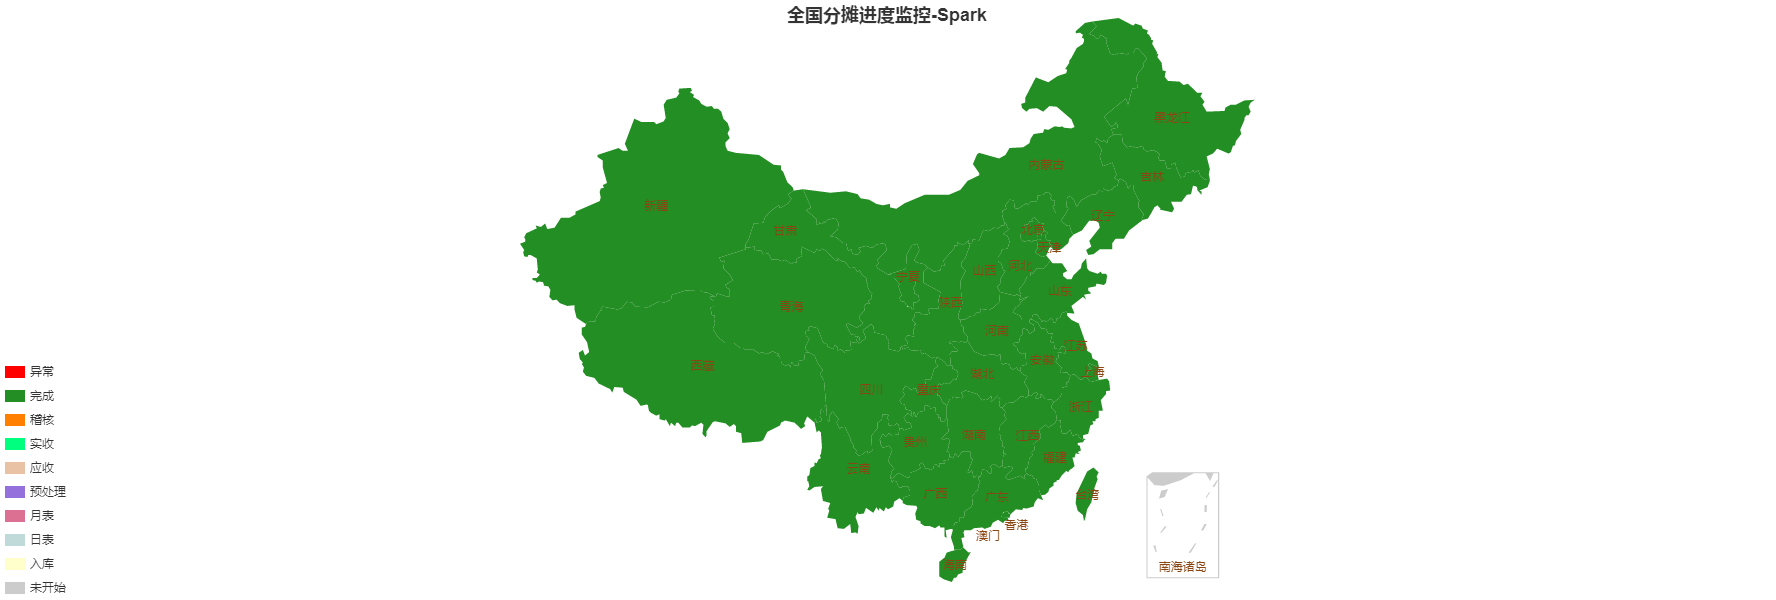 全国分摊进度监控-Spark
黑龙江
内蒙古
吉林
新疆
辽宁
甘肃
北京
天津
河北
山西
宁夏
山东
陕西
青海
河南
江苏
安徽
西藏
上海
湖北
四川
重庆
浙江
湖南
江西
贵州
福建
云南
广西
广东
台湾
香港
澳门
海南
南海诸岛
异常
完成
稽核
实收
应收
预处理
月表
日表
入库
未开始